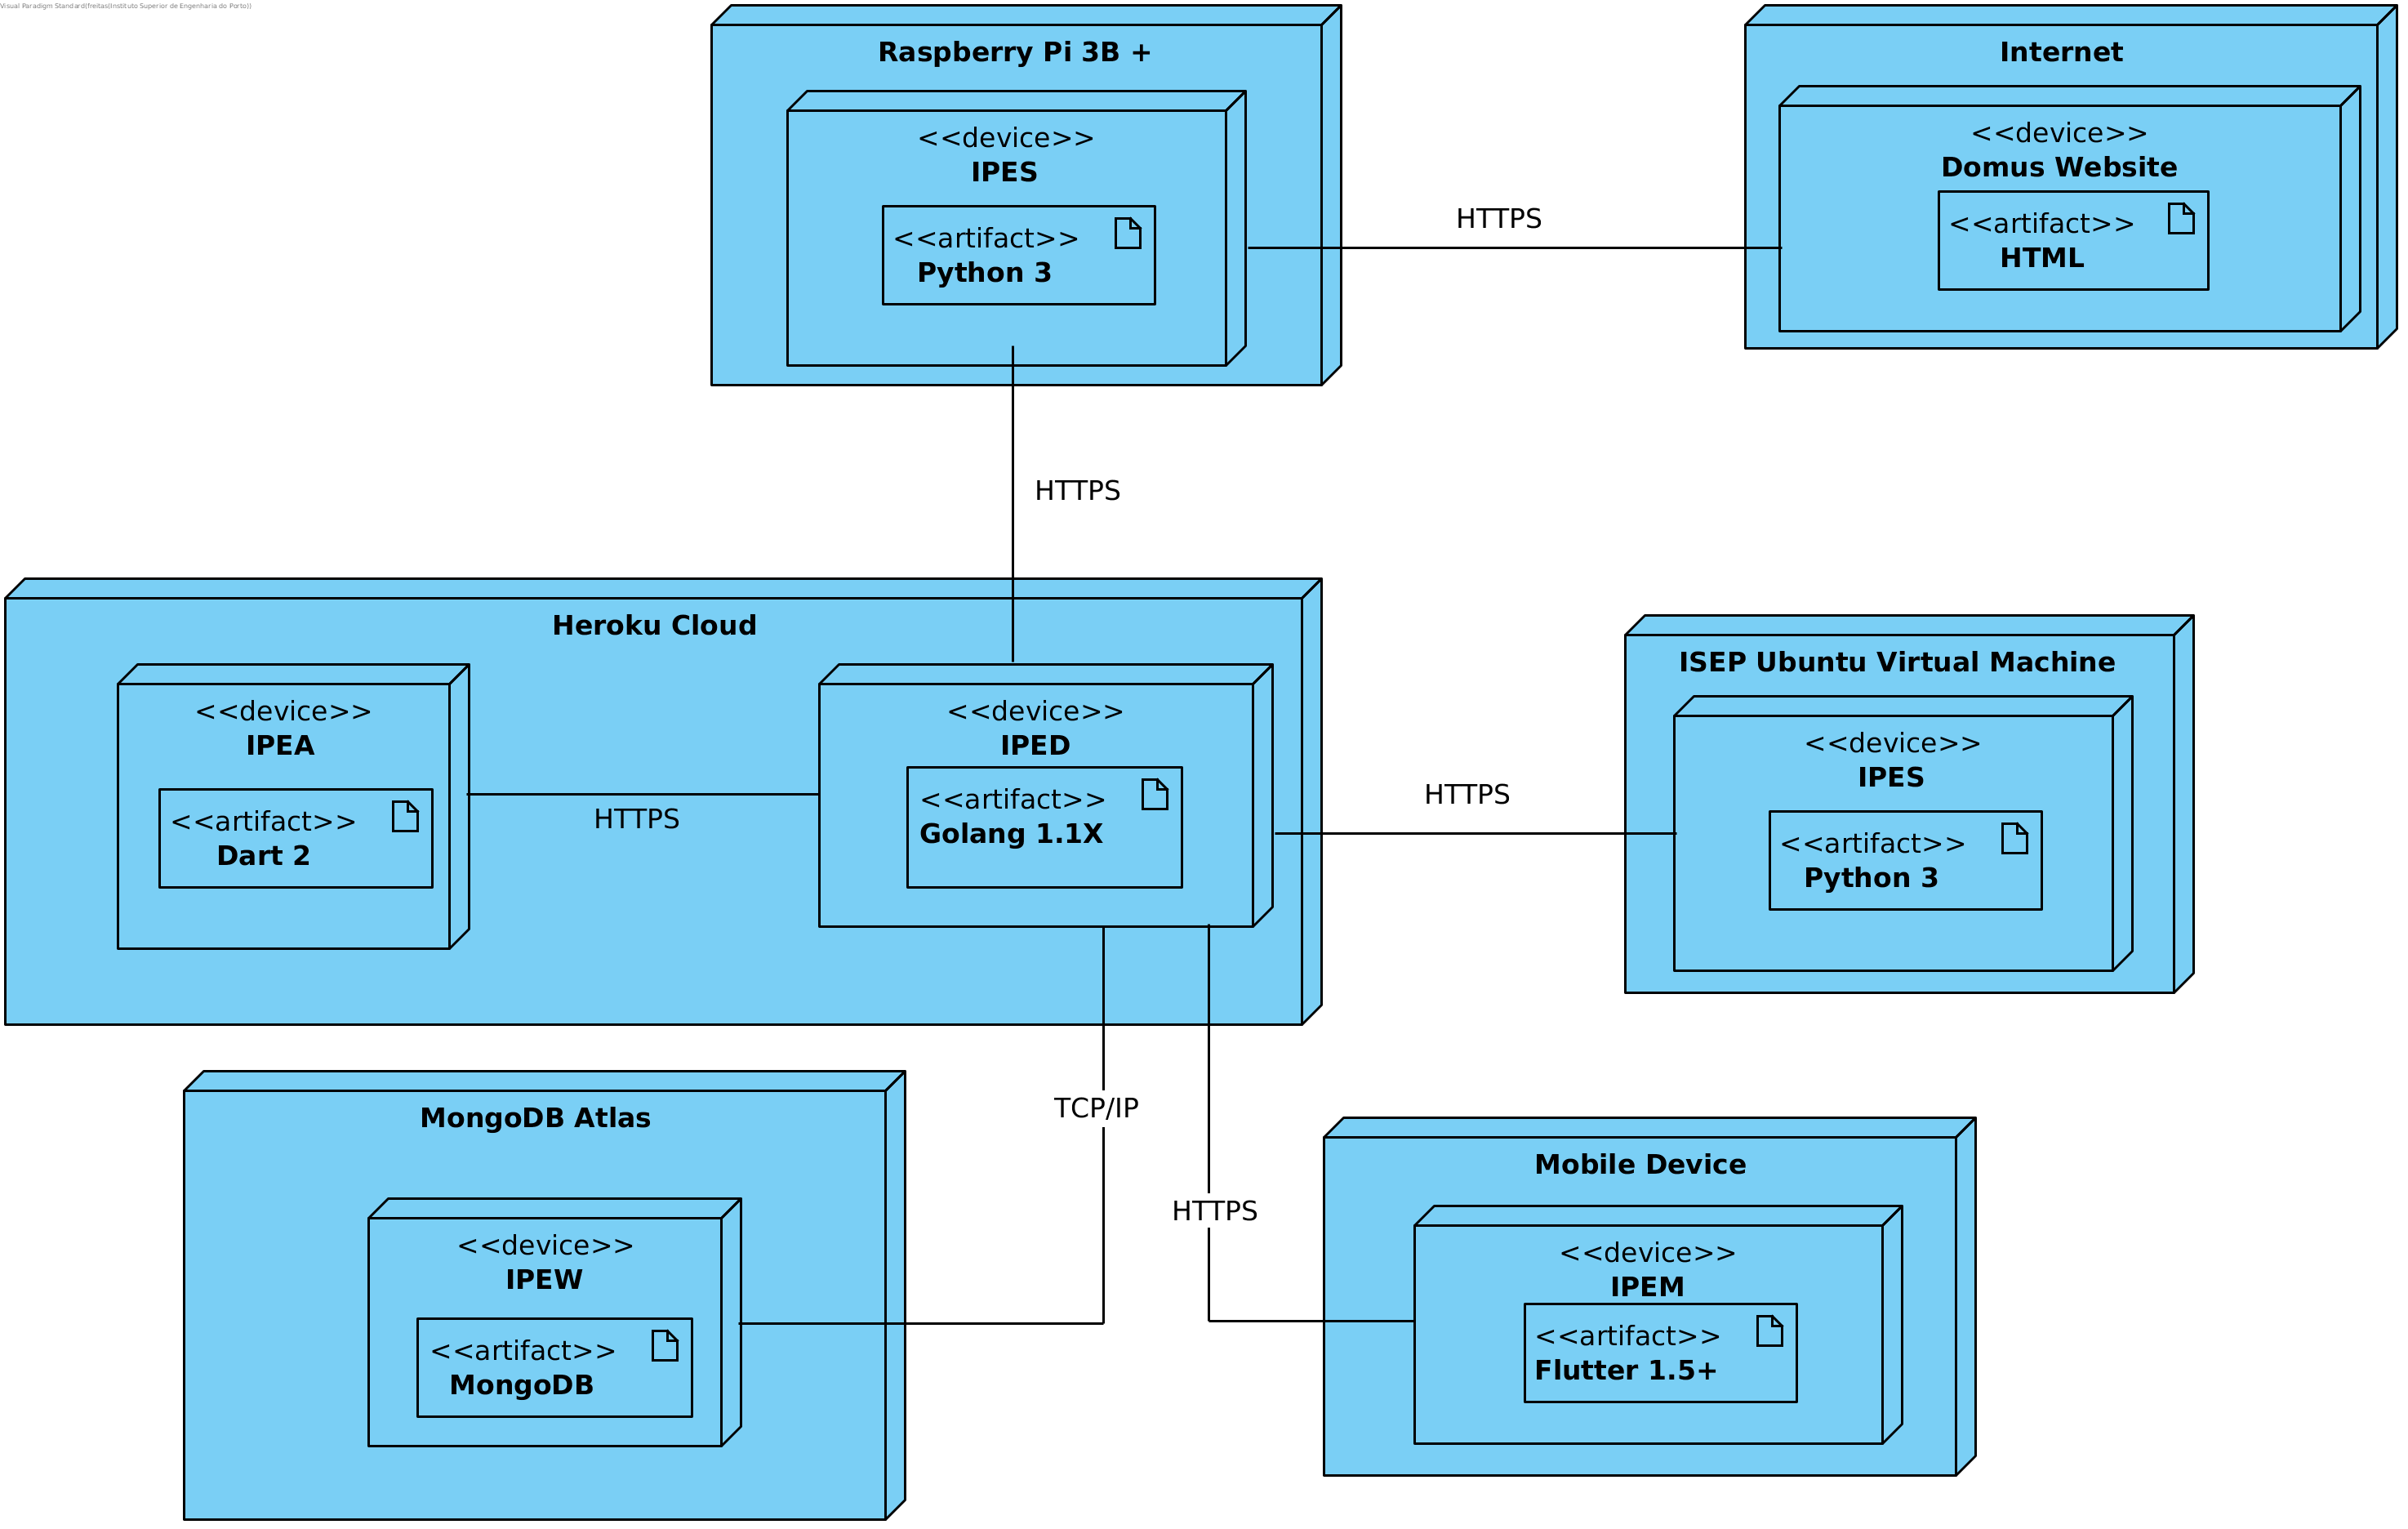 Visual Paradigm Standard(freitas(Instituto Superior de Engenharia do Porto))
Raspberry Pi 3B +
<<device>>
IPES
<<artifact>>
Python 3
HTTPS
Internet
<<device>>
Domus Website
<<artifact>>
HTML
HTTPS
Heroku Cloud
<<device>>
IPEA
<<artifact>>
Dart 2
HTTPS
<<device>>
IPED
<<artifact>>
Golang 1.1X
HTTPS
ISEP Ubuntu Virtual Machine
<<device>>
IPES
<<artifact>>
Python 3
MongoDB Atlas
<<device>>
IPEW
<<artifact>>
MongoDB
TCP/IP
HTTPS
Mobile Device
<<device>>
IPEM
<<artifact>>
Flutter 1.5+